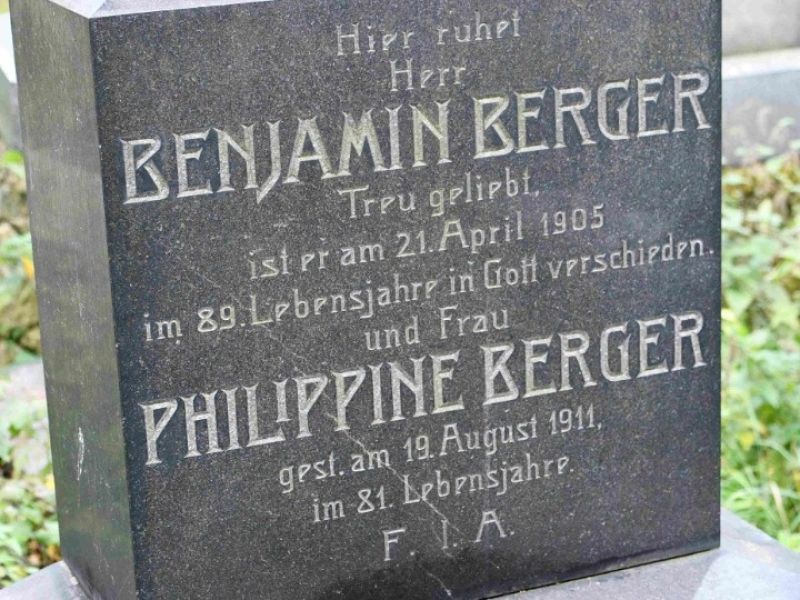 Hier ruhet
Herr
BENJAMIN BERGER
Treu geliebt,
ist er am 21. April 1905
im 89. Lebensjahre in Gott verschieden.
und Frau
PHILIPPINE BERGER
gest. am 19. August 1911,
im 81. Lebensjahre.
F. I. A.